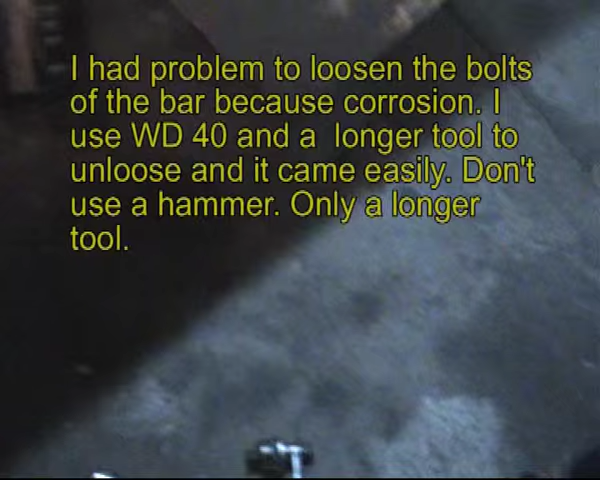 I had problem to loosen the bolts
of the bar because corrosion. I
use WD 40 and a  longer tool to
unloose and it came easily. Don't
use a hammer. Only a longer
tool.